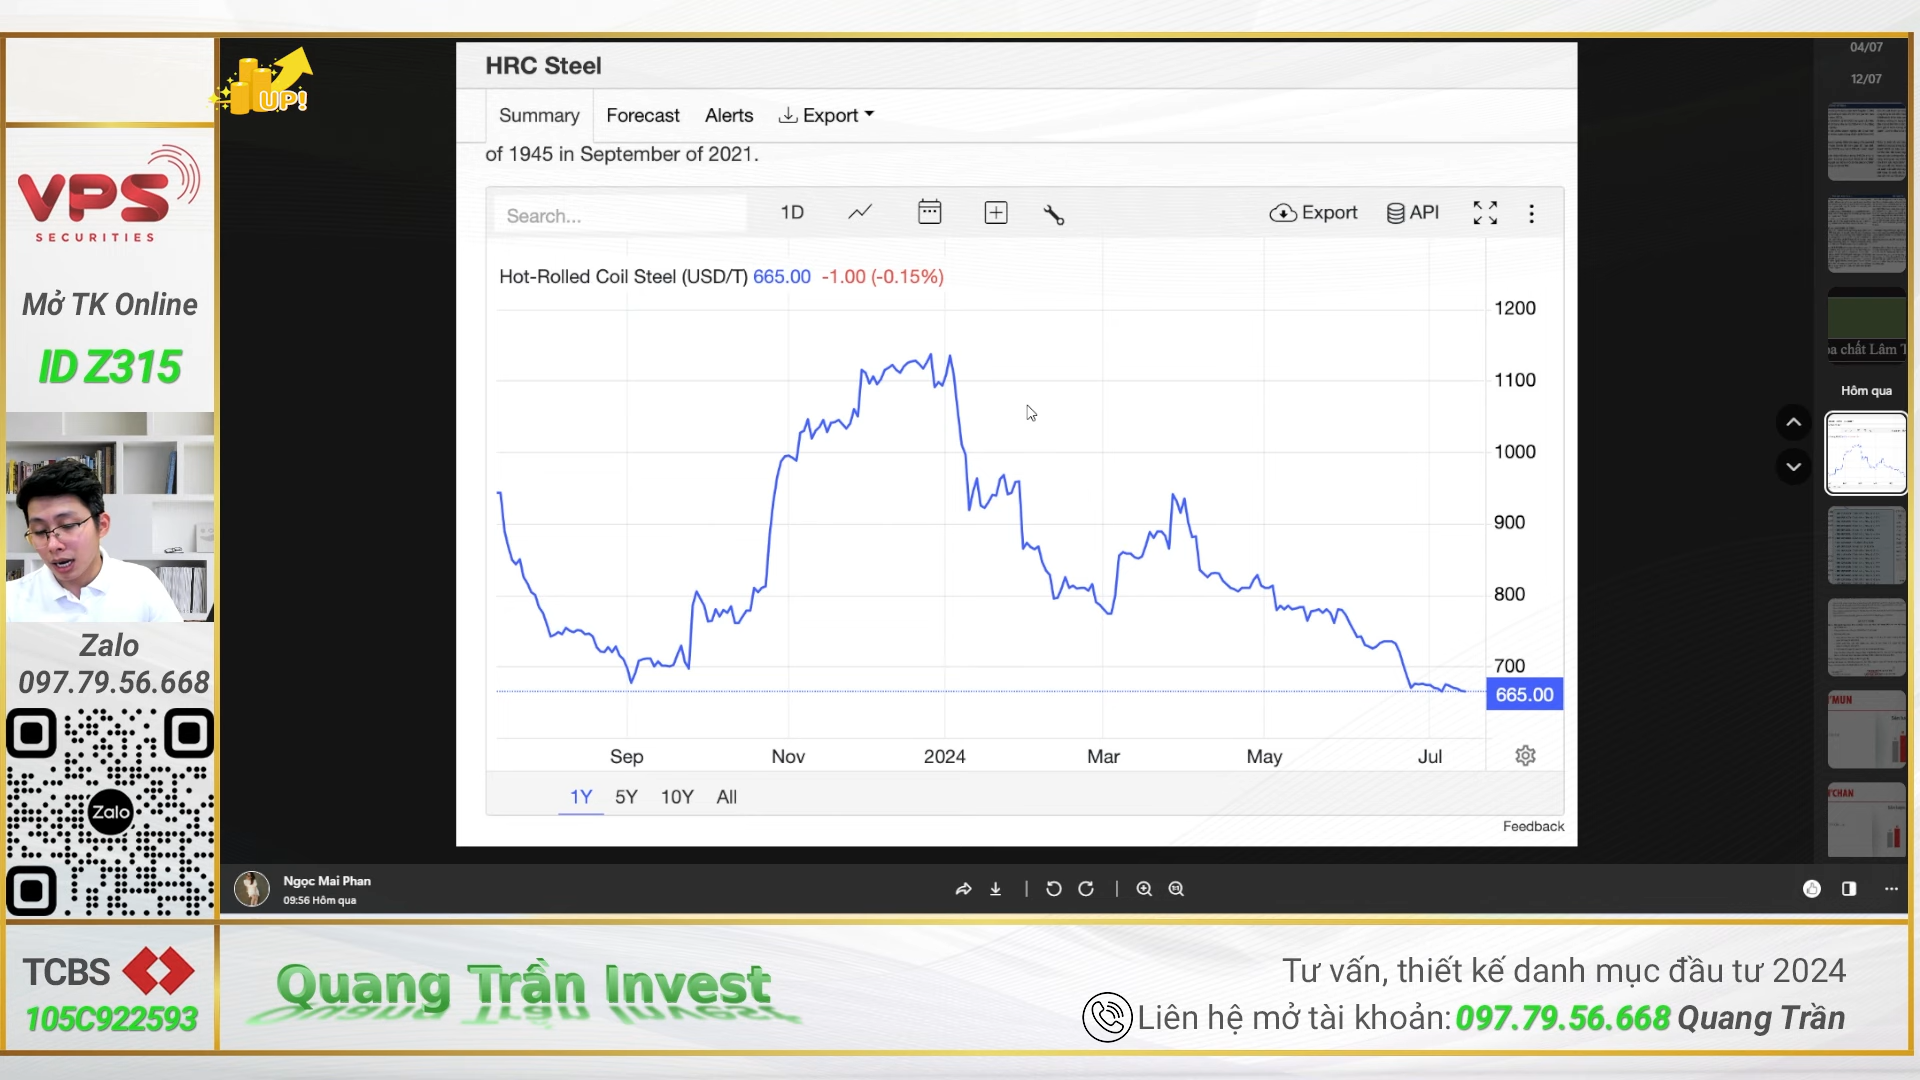 UP!
VPS
SECURITIES
Mở TK Online
ID Z315
Zalo
097.79.56.668
Zalo
TCBS
105C922593
HRC Steel
Summary
Forecast
Alerts
Export
of 1945 in September of 2021.
Search...
1D
Export
API
Hot-Rolled Coil Steel (USD/T) 665.00 -1.00 (-0.15%)
1200
1100
1000
900
800
700
665.00
Sep
Nov
2024
Mar
May
Jul
1Y
5Y
10Y
All
Feedback
04/07
12/07
óa chất Lâm T
Hôm qua
Ngọc Mai Phan
09:56 Hôm qua
Quang Trần Invest
Tư vấn, thiết kế danh mục đầu tư 2024
Liên hệ mở tài khoản: 097.79.56.668 Quang Trần